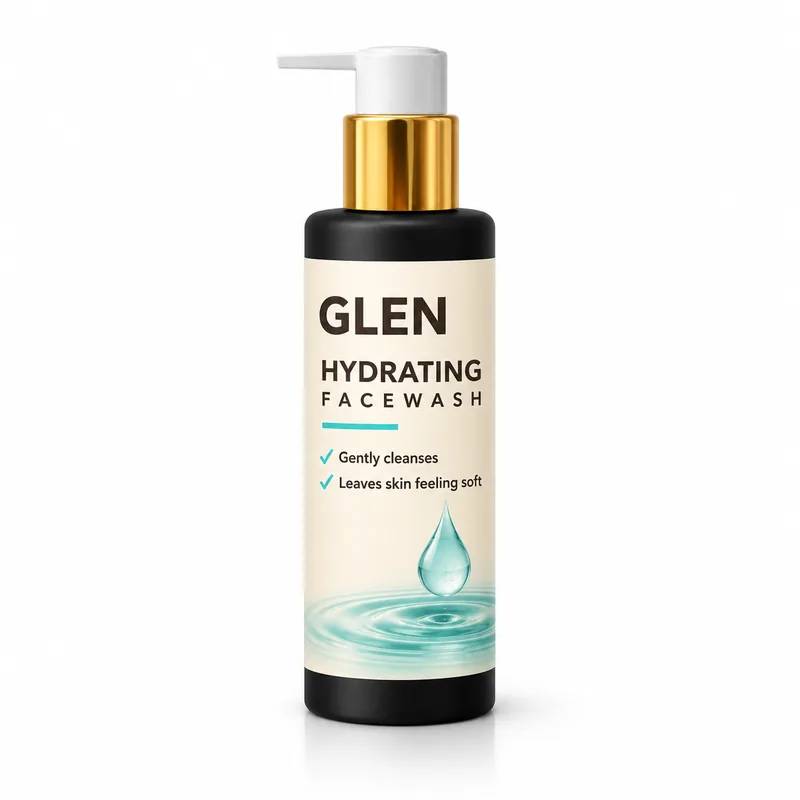 GLEN
HYDRATING
FACEWASH
Gently cleanses
Leaves skin feeling soft